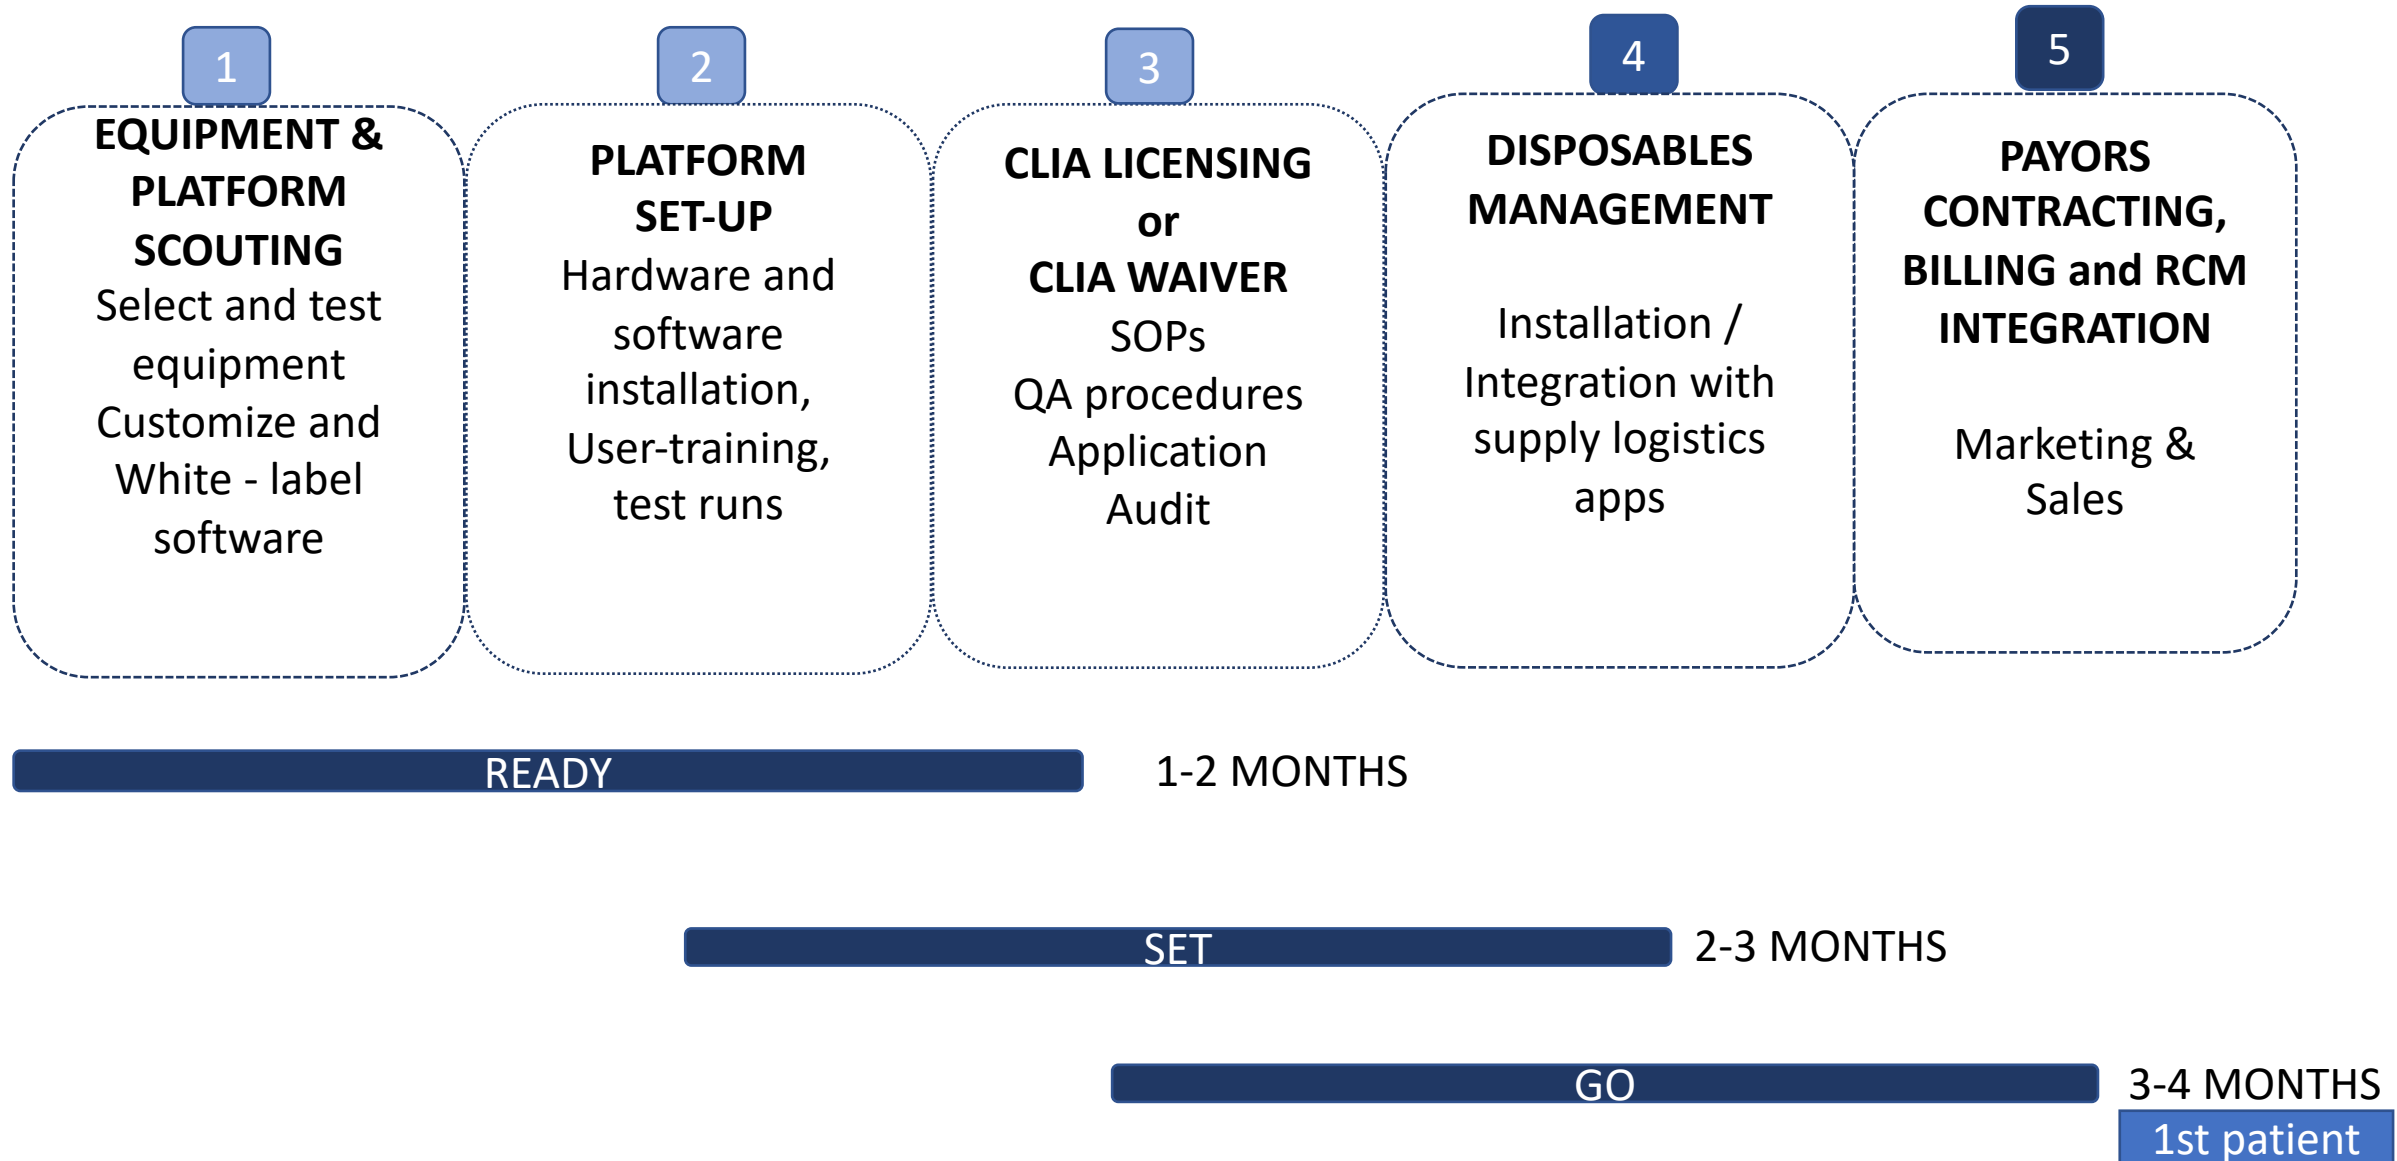 1
EQUIPMENT &
PLATFORM
SCOUTING
Select and test
equipment
Customize and
White - label
software
2
PLATFORM
SET-UP
Hardware and
software
installation,
User-training,
test runs
3
CLIA LICENSING
or
CLIA WAIVER
SOPs
QA procedures
Application
Audit
4
DISPOSABLES
MANAGEMENT
Installation /
Integration with
supply logistics
apps
5
PAYORS
CONTRACTING,
BILLING and RCM
INTEGRATION
Marketing &
Sales
READY
1-2 MONTHS
SET
2-3 MONTHS
GO
3-4 MONTHS
1st patient